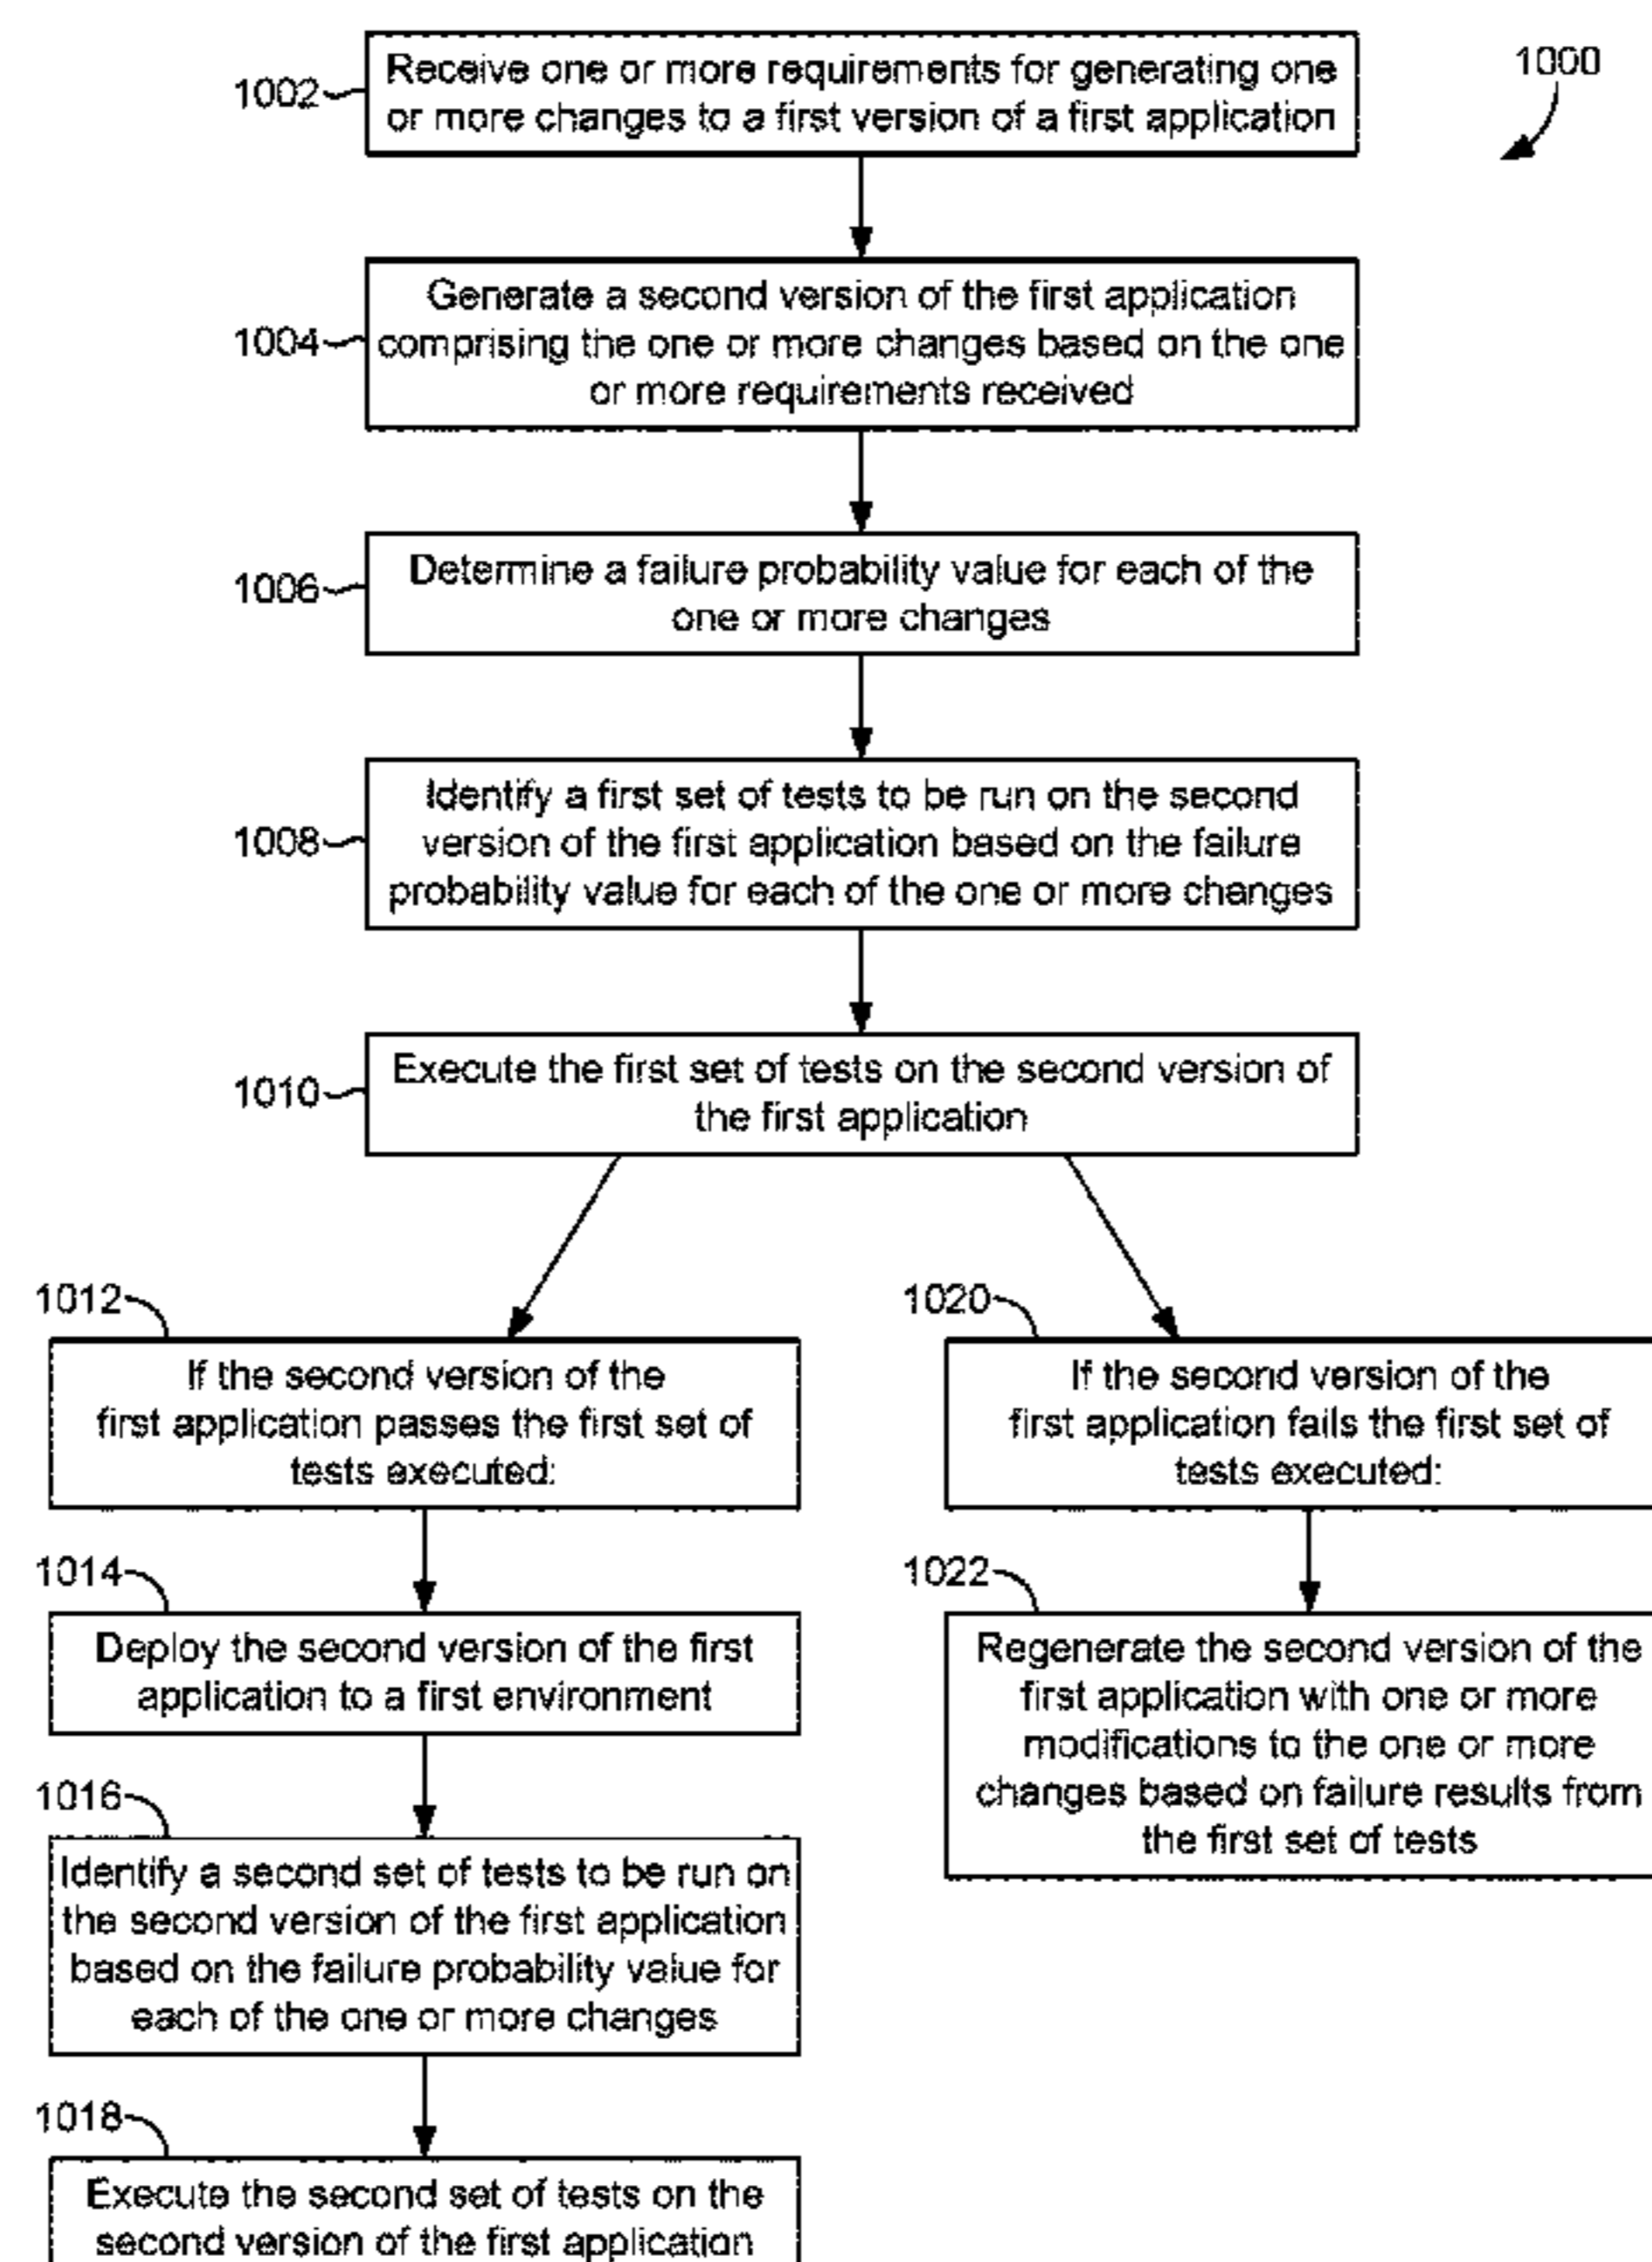 1000
1002
Receive one or more requirements for generating one
or more changes to a first version of a first application
1004
Generate a second version of the first application
comprising the one or more changes based on the one
or more requirements received
1006
Determine a failure probability value for each of the
one or more changes
1008
Identify a first set of tests to be run on the second
version of the first application based on the failure
probability value for each of the one or more changes
1010
Execute the first set of tests on the second version of
the first application
1012
If the second version of the
first application passes the first set of
tests executed:
1014
Deploy the second version of the first
application to a first environment
1016
Identify a second set of tests to be run on
the second version of the first application
based on the failure probability value for
each of the one or more changes
1018
Execute the second set of tests on the
second version of the first application
1020
If the second version of the
first application fails the first set of
tests executed:
1022
Regenerate the second version of the
first application with one or more
modifications to the one or more
changes based on failure results from
the first set of tests